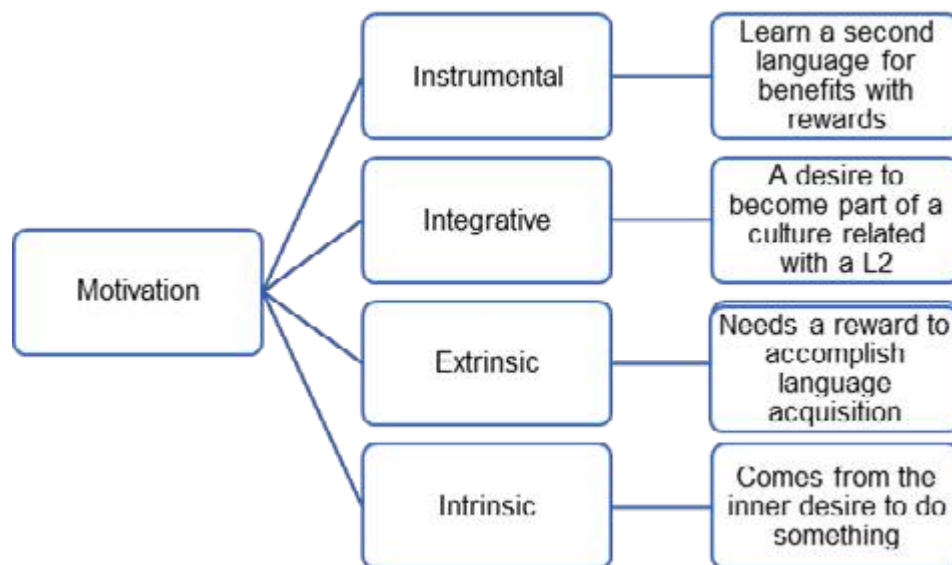 Motivation
Instrumental
Learn a second
language for
benefits with
rewards
Integrative
A desire to
become part of a
culture related
with a L2
Extrinsic
Needs a reward to
accomplish
language
acquisition
Intrinsic
Comes from the
inner desire to do
something